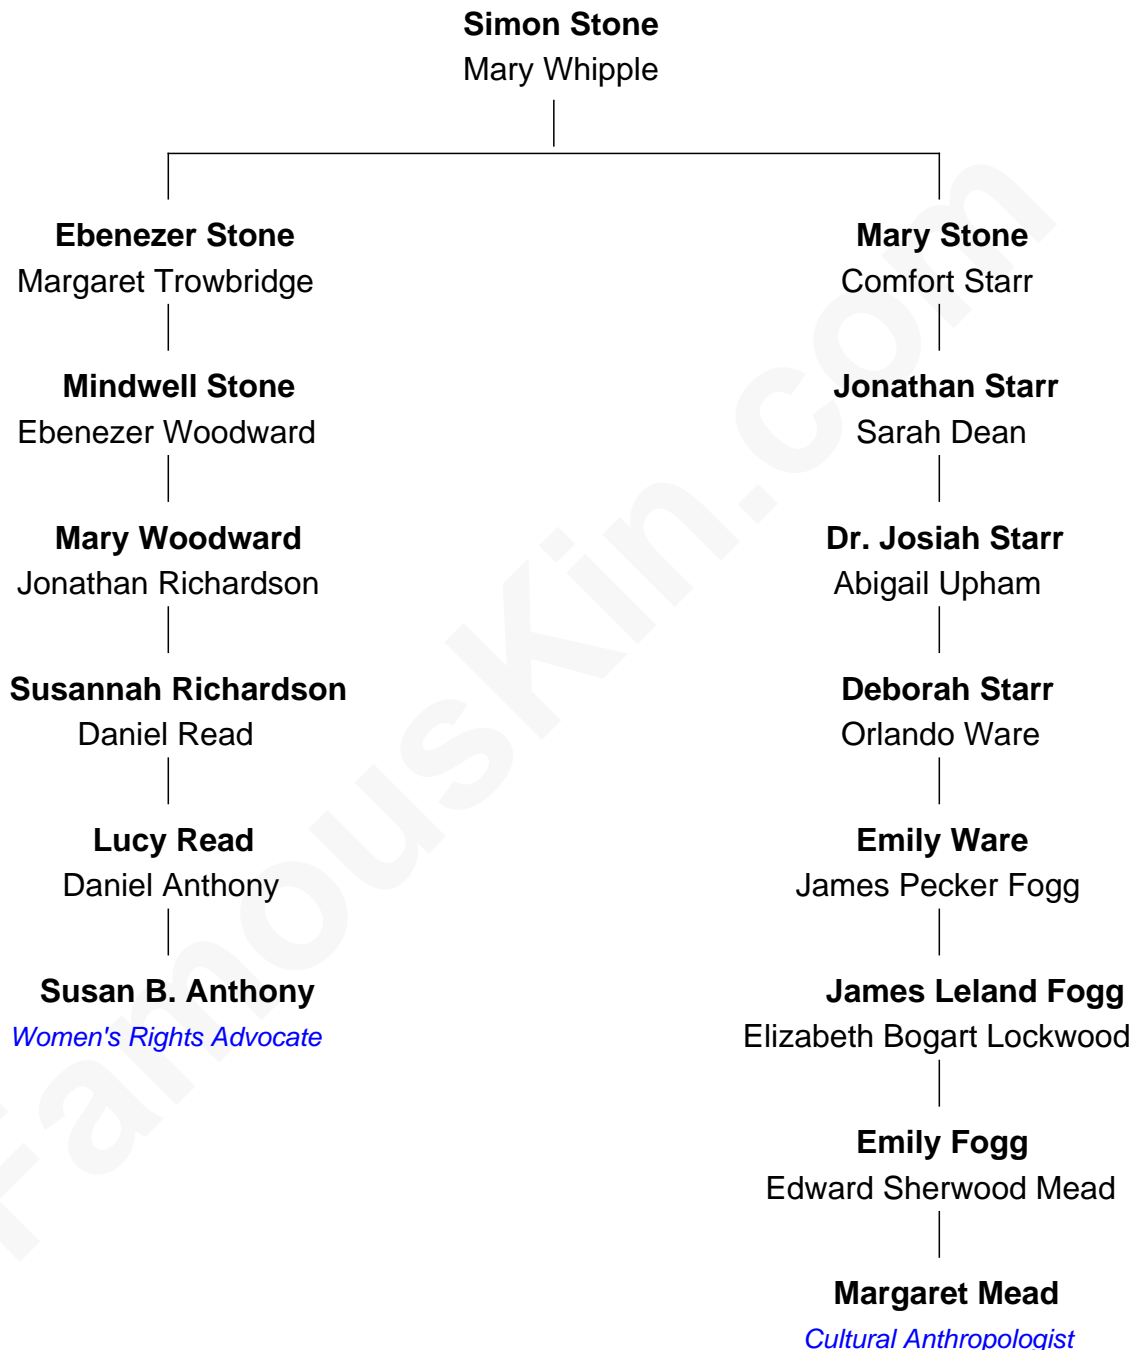 Simon Stone
Mary Whipple
Ebenezer Stone
Margaret Trowbridge
Mindwell Stone
Ebenezer Woodward
Mary Woodward
Jonathan Richardson
Susannah Richardson
Daniel Read
Lucy Read
Daniel Anthony
Susan B. Anthony
Women's Rights Advocate
Mary Stone
Comfort Starr
Jonathan Starr
Sarah Dean
Dr. Josiah Starr
Abigail Upham
Deborah Starr
Orlando Ware
Emily Ware
James Pecker Fogg
James Leland Fogg
Elizabeth Bogart Lockwood
Emily Fogg
Edward Sherwood Mead
Margaret Mead
Cultural Anthropologist
FamousKin.com